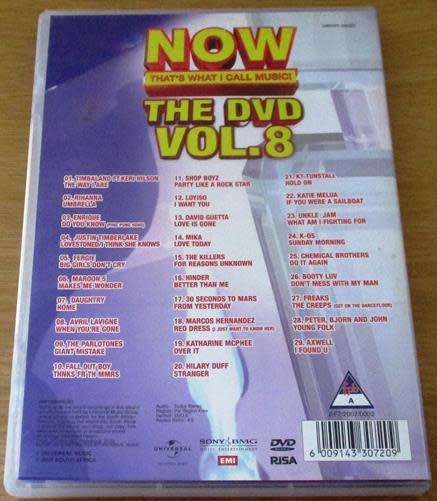 NOW
THAT'S WHAT I CALL MUSIC!
THE DVD
VOL.8
01. TIMBALAND FT KERI HILSON
THE WAY I ARE
02. RIHANNA
UMBRELLA
03. ENRIQUE
DO YOU KNOW (PING PONG SONG)
04. JUSTIN TIMBERLAKE
LOVESTONED/I THINK SHE KNOWS
05. FERGIE
BIG GIRLS DON'T CRY
06. MAROON 5
MAKES ME WONDER
07. DAUGHTRY
HOME
08. AVRIL LAVIGNE
WHEN YOU'RE GONE
09. THE PARLOTONES
GIANT MISTAKE
10. FALL OUT BOY
THNKS FR TH MMRS
11. SHOP BOYZ
PARTY LIKE A ROCK STAR
12. LOYISO
I WANT YOU
13. DAVID GUETTA
LOVE IS GONE
14. MIKA
LOVE TODAY
15. THE KILLERS
FOR REASONS UNKNOWN
16. HINDER
BETTER THAN ME
17. 30 SECONDS TO MARS
FROM YESTERDAY
18. MARCOS HERNANDEZ
RED DRESS (I JUST WANT TO KNOW HER)
19. KATHARINE MCPHEE
OVER IT
20. HILARY DUFF
STRANGER
21. KT TUNSTALL
HOLD ON
22. KATIE MELUA
IF YOU WERE A SAILBOAT
23. UNKLE JAM
WHAT AM I FIGHTING FOR
24. K-OS
SUNDAY MORNING
25. CHEMICAL BROTHERS
DO IT AGAIN
26. BOOTY LUV
DON'T MESS WITH MY MAN
27. FREAKS
THE CREEPS (GET ON THE DANCEFLOOR)
28. PETER, BJORN AND JOHN
YOUNG FOLK
29. AXWELL
I FOUND U
A
UNIVERSAL
EMI
SONY BMG
DVD
RISA
6 009143 307209